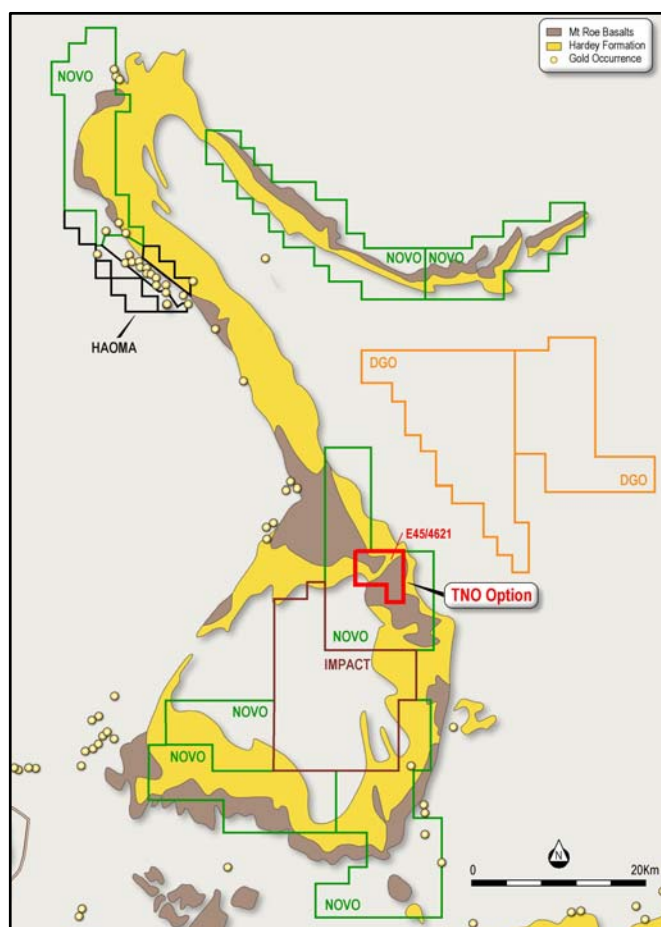 Mt Roe Basalts
Hardey Formation
Gold Occurrence
NOVO
NOVO
NOVO
HAOMA
DGO
DGO
E45/4621
TNO Option
NOVO
IMPACT
NOVO
NOVO
N
0
20Km
NOVO